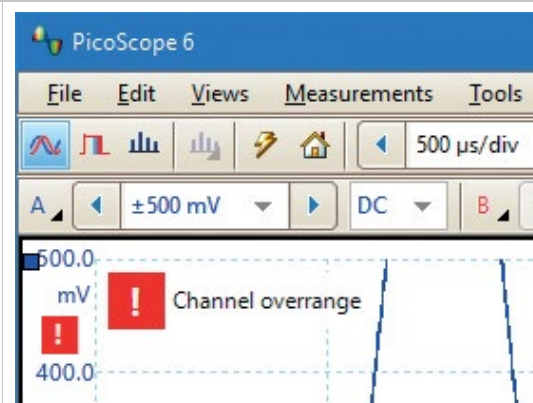 PicoScope 6
File Edit Views Measurements Tools
500 µs/div
A ±500 mV DC B
500.0
mV
! Channel overrange
!
400.0